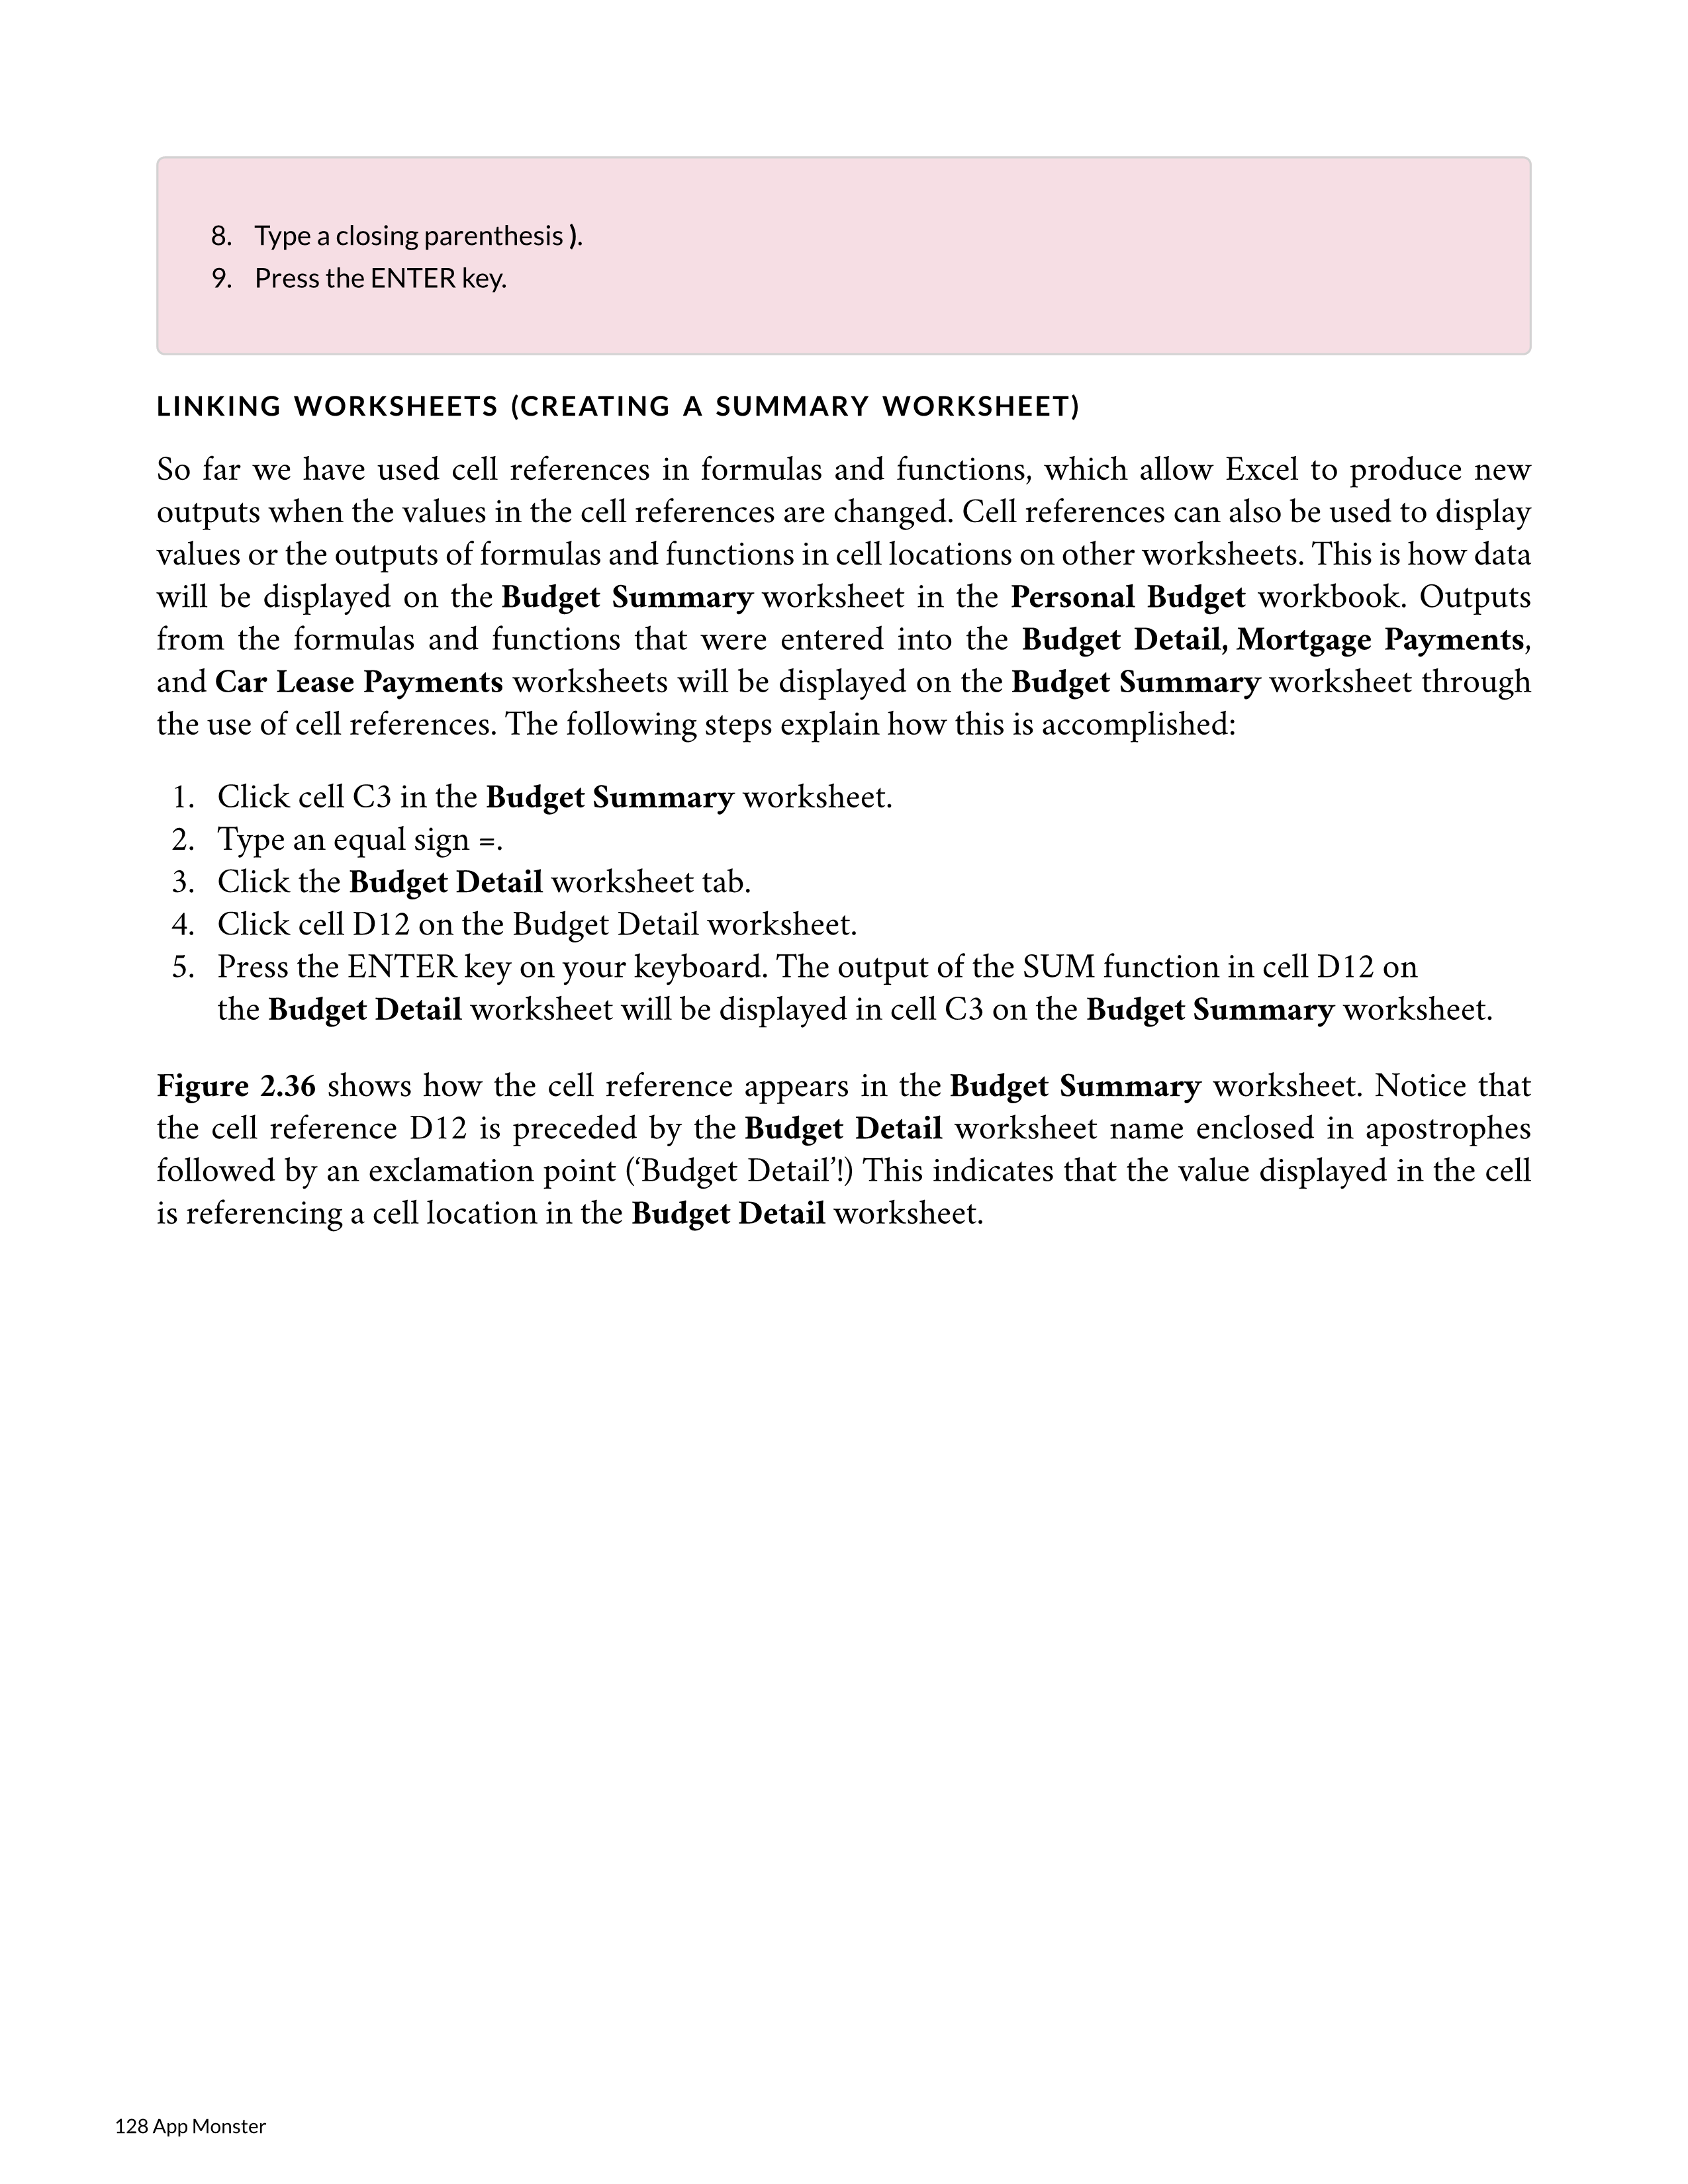 8. Type a closing parenthesis ).
9. Press the ENTER key.
LINKING WORKSHEETS (CREATING A SUMMARY WORKSHEET)
So far we have used cell references in formulas and functions, which allow Excel to produce new
outputs when the values in the cell references are changed. Cell references can also be used to display
values or the outputs of formulas and functions in cell locations on other worksheets. This is how data
will be displayed on the Budget Summary worksheet in the Personal Budget workbook. Outputs
from the formulas and functions that were entered into the Budget Detail, Mortgage Payments,
and Car Lease Payments worksheets will be displayed on the Budget Summary worksheet through
the use of cell references. The following steps explain how this is accomplished:
1. Click cell C3 in the Budget Summary worksheet.
2. Type an equal sign =.
3. Click the Budget Detail worksheet tab.
4. Click cell D12 on the Budget Detail worksheet.
5. Press the ENTER key on your keyboard. The output of the SUM function in cell D12 on
the Budget Detail worksheet will be displayed in cell C3 on the Budget Summary worksheet.
Figure 2.36 shows how the cell reference appears in the Budget Summary worksheet. Notice that
the cell reference D12 is preceded by the Budget Detail worksheet name enclosed in apostrophes
followed by an exclamation point (‘Budget Detail’!) This indicates that the value displayed in the cell
is referencing a cell location in the Budget Detail worksheet.
128 App Monster